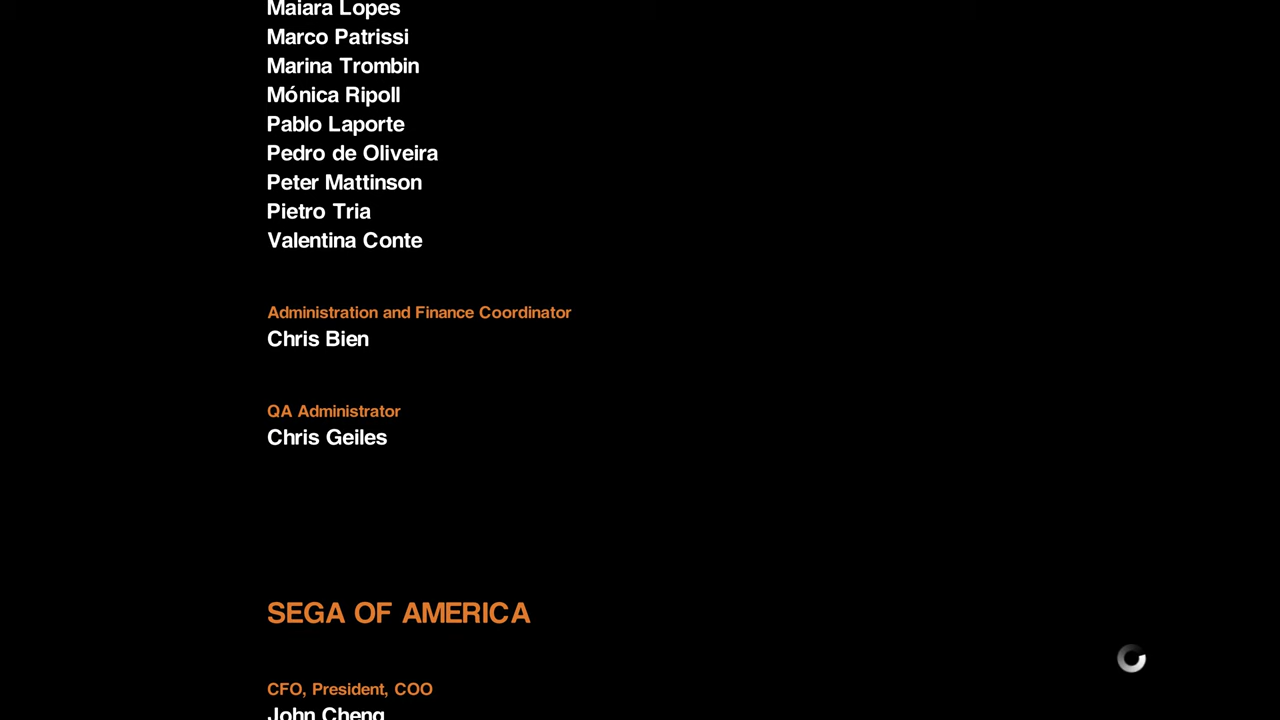 Maiara Lopes
Marco Patrissi
Marina Trombin
Mónica Ripoll
Pablo Laporte
Pedro de Oliveira
Peter Mattinson
Pietro Tria
Valentina Conte
Administration and Finance Coordinator
Chris Bien
QA Administrator
Chris Geiles
SEGA OF AMERICA
CFO, President, COO
John Cheng